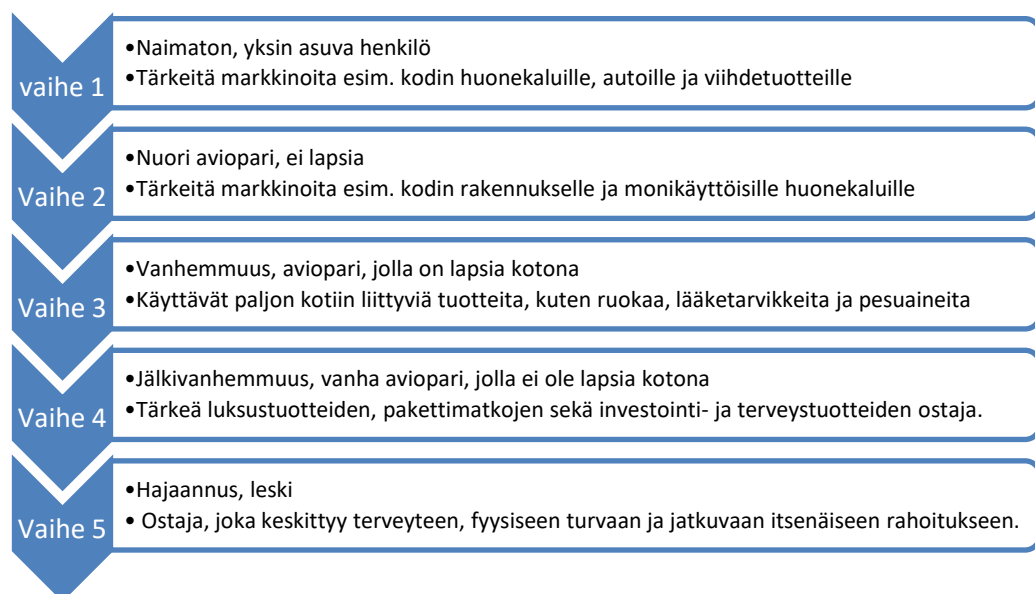 vaihe 1
•Naimaton, yksin asuva henkilö
•Tärkeitä markkinoita esim. kodin huonekaluille, autoille ja viihdetuotteille
Vaihe 2
•Nuori aviopari, ei lapsia
•Tärkeitä markkinoita esim. kodin rakennukselle ja monikäyttöisille huonekaluille
Vaihe 3
•Vanhemmuus, aviopari, jolla on lapsia kotona
•Käyttävät paljon kotiin liittyviä tuotteita, kuten ruokaa, lääketarvikkeita ja pesuaineita
Vaihe 4
•Jälkivanhemmuus, vanha aviopari, jolla ei ole lapsia kotona
•Tärkeä luksustuotteiden, pakettimatkojen sekä investointi- ja terveystuotteiden ostaja.
Vaihe 5
•Hajaannus, leski
• Ostaja, joka keskittyy terveyteen, fyysiseen turvaan ja jatkuvaan itsenäiseen rahoitukseen.